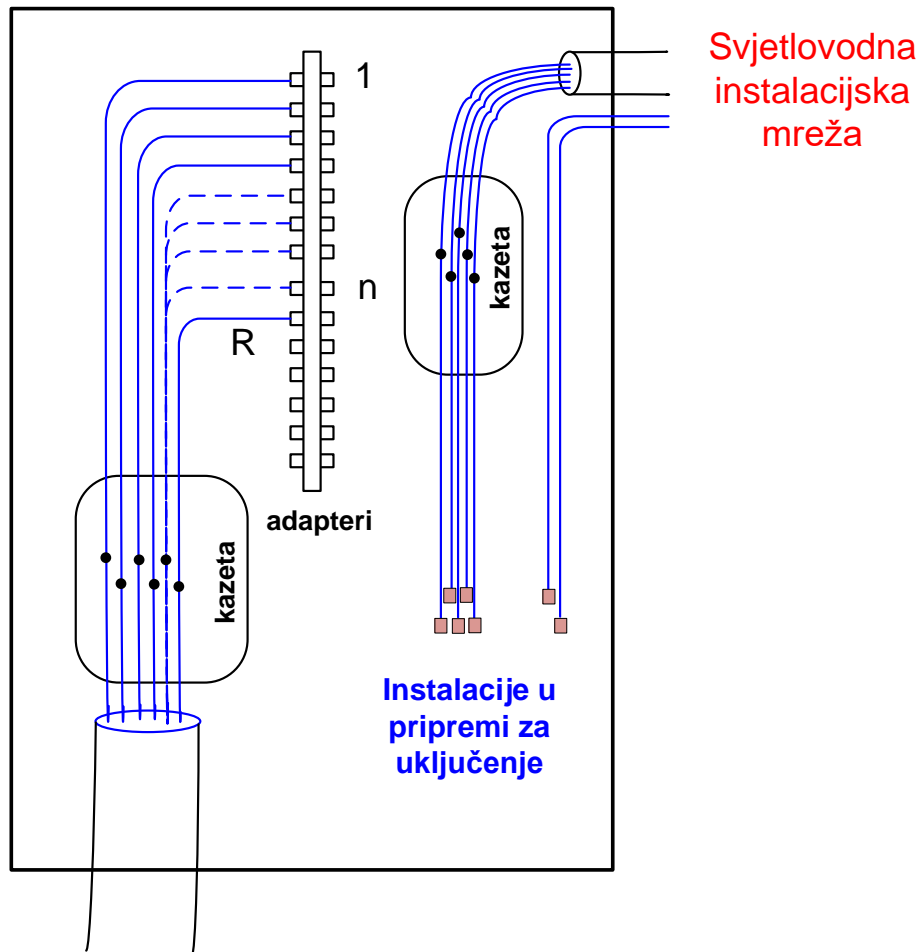 Svjetlovodna
instalacijska
mreža
1
n
R
kazeta
adapteri
kazeta
Instalacije u
pripremi za
uključenje